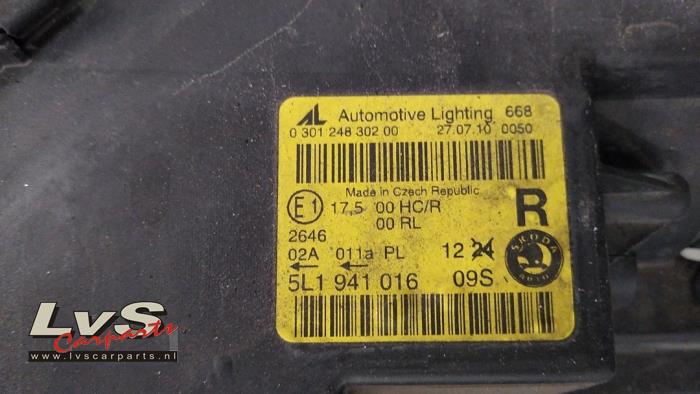 AL Automotive Lighting 668
0 301 248 302 00 27.07.10 0050
Made in Czech Republic
E1 17,5 00 HC/R R
00 RL
2646
02A 011a PL 12 24
5L1 941 016 09S
ŠKODA
AUTO
LvS
Carparts
www.lvscarparts.nl